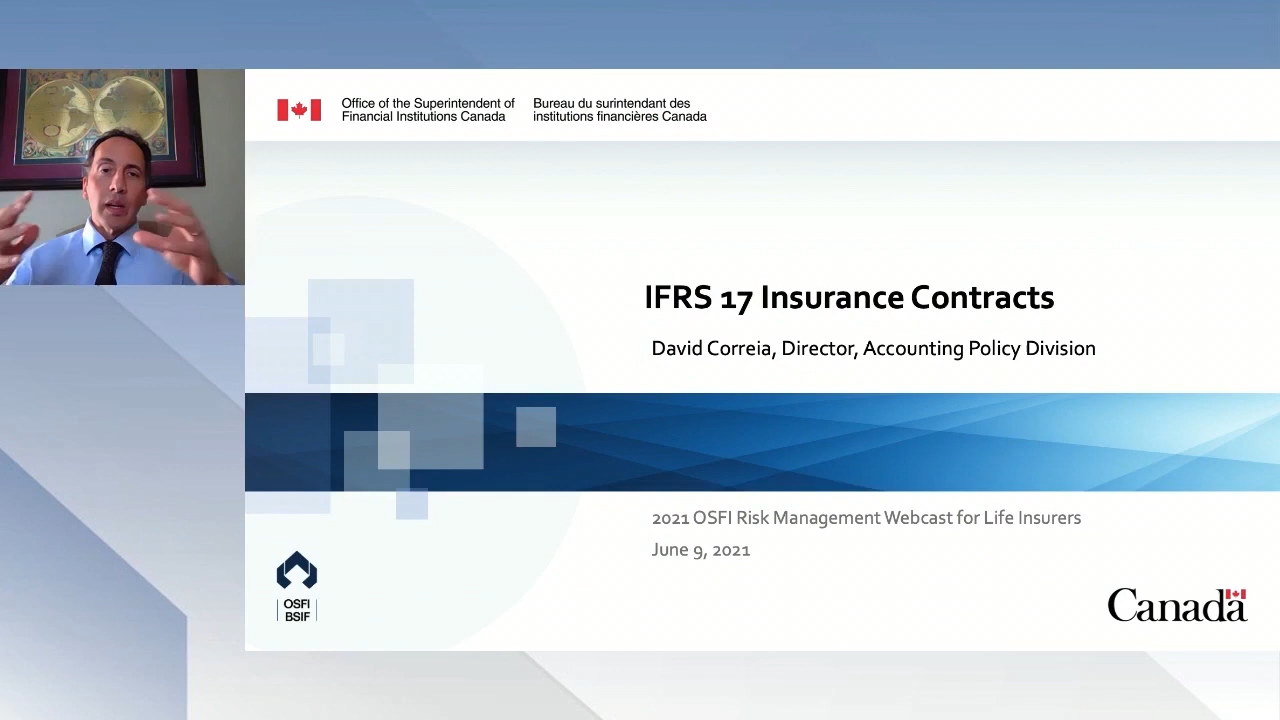 Office of the Superintendent of
Financial Institutions Canada
Bureau du surintendant des
institutions financières Canada
IFRS 17 Insurance Contracts
David Correia, Director, Accounting Policy Division
2021 OSFI Risk Management Webcast for Life Insurers
June 9, 2021
OSFI
BSIF
Canada